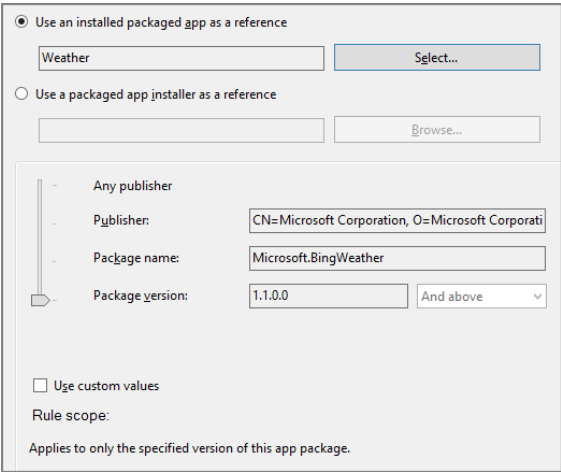 Use an installed packaged app as a reference
Weather
Select...
Use a packaged app installer as a reference
Browse...
Any publisher
Publisher:
CN=Microsoft Corporation, O=Microsoft Corporati
Package name:
Microsoft.BingWeather
Package version:
1.1.0.0
And above
Use custom values
Rule scope:
Applies to only the specified version of this app package.